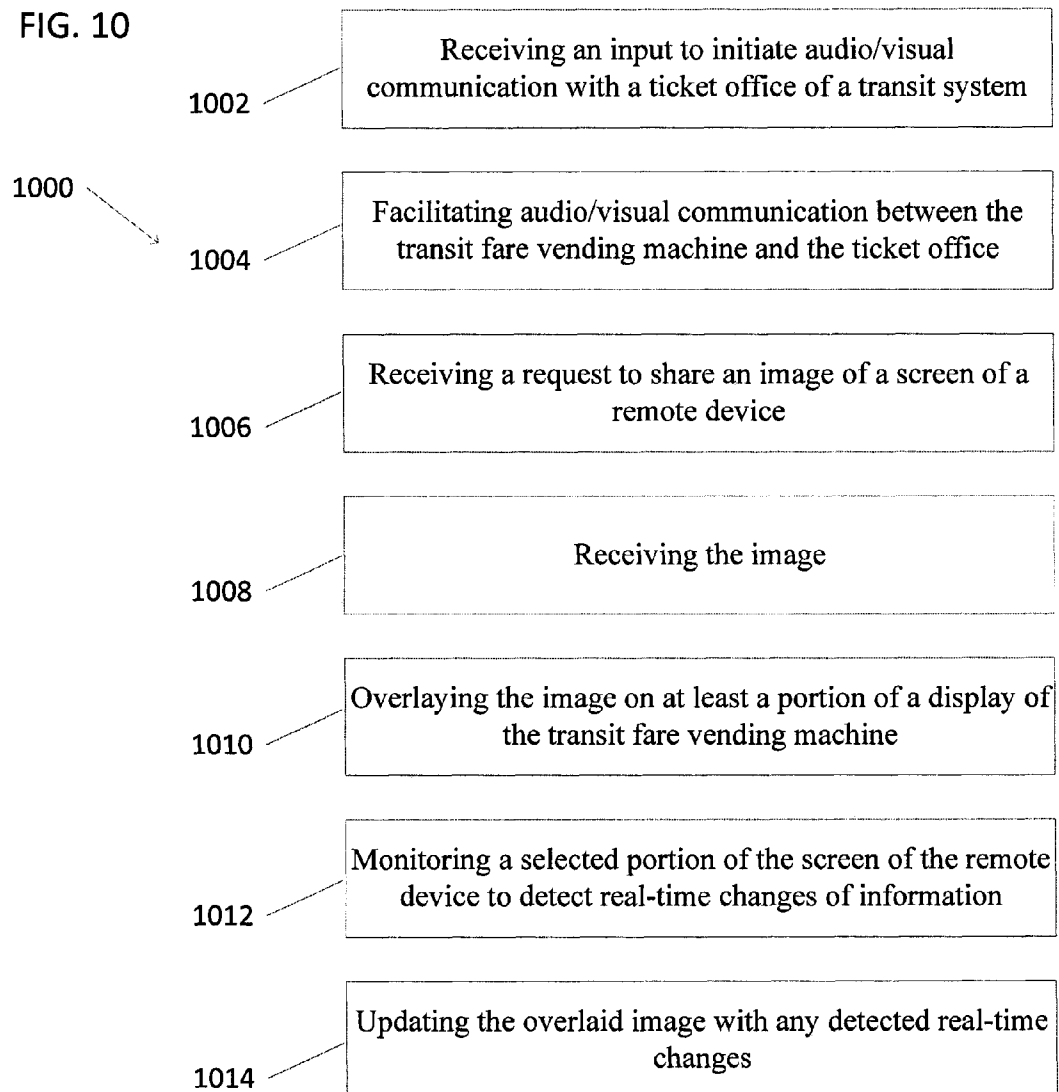 FIG. 10
Receiving an input to initiate audio/visual
communication with a ticket office of a transit system
1002
1000
Facilitating audio/visual communication between the
transit fare vending machine and the ticket office
1004
Receiving a request to share an image of a screen of a
remote device
1006
Receiving the image
1008
Overlaying the image on at least a portion of a display of
the transit fare vending machine
1010
Monitoring a selected portion of the screen of the remote
device to detect real-time changes of information
1012
Updating the overlaid image with any detected real-time
changes
1014